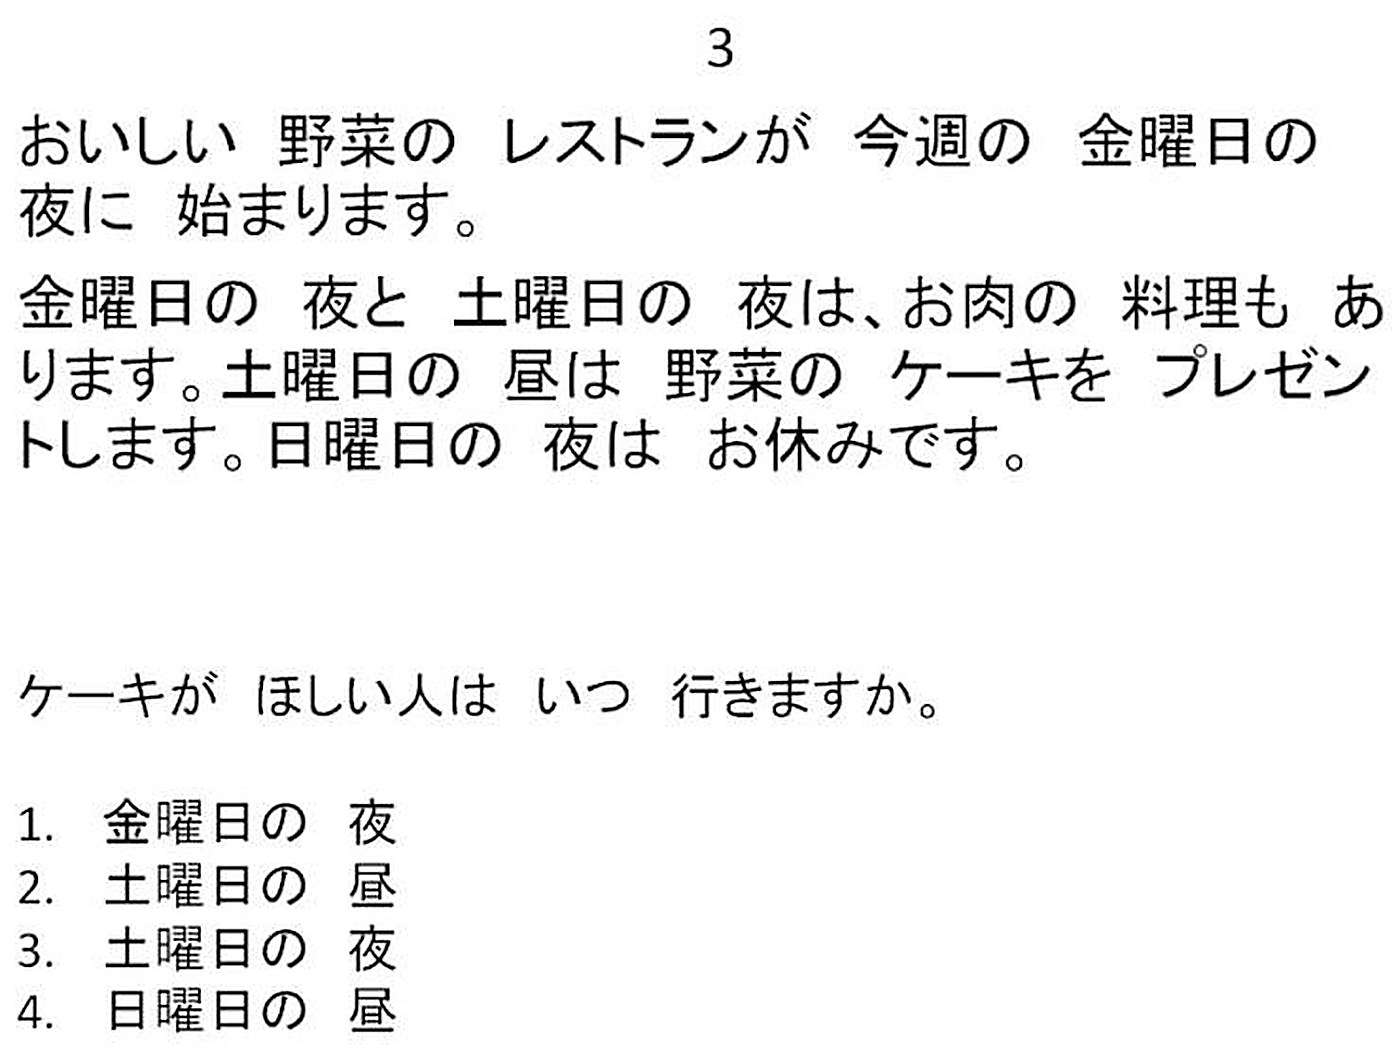 3
おいしい　野菜の　レストランが　今週の　金曜日の
夜に　始まります。
金曜日の　夜と　土曜日の　夜は、お肉の　料理も　あ
ります。土曜日の　昼は　野菜の　ケーキを　プレゼン
トします。日曜日の　夜は　お休みです。
ケーキが　ほしい人は　いつ　行きますか。
1.　金曜日の　夜
2.　土曜日の　昼
3.　土曜日の　夜
4.　日曜日の　昼